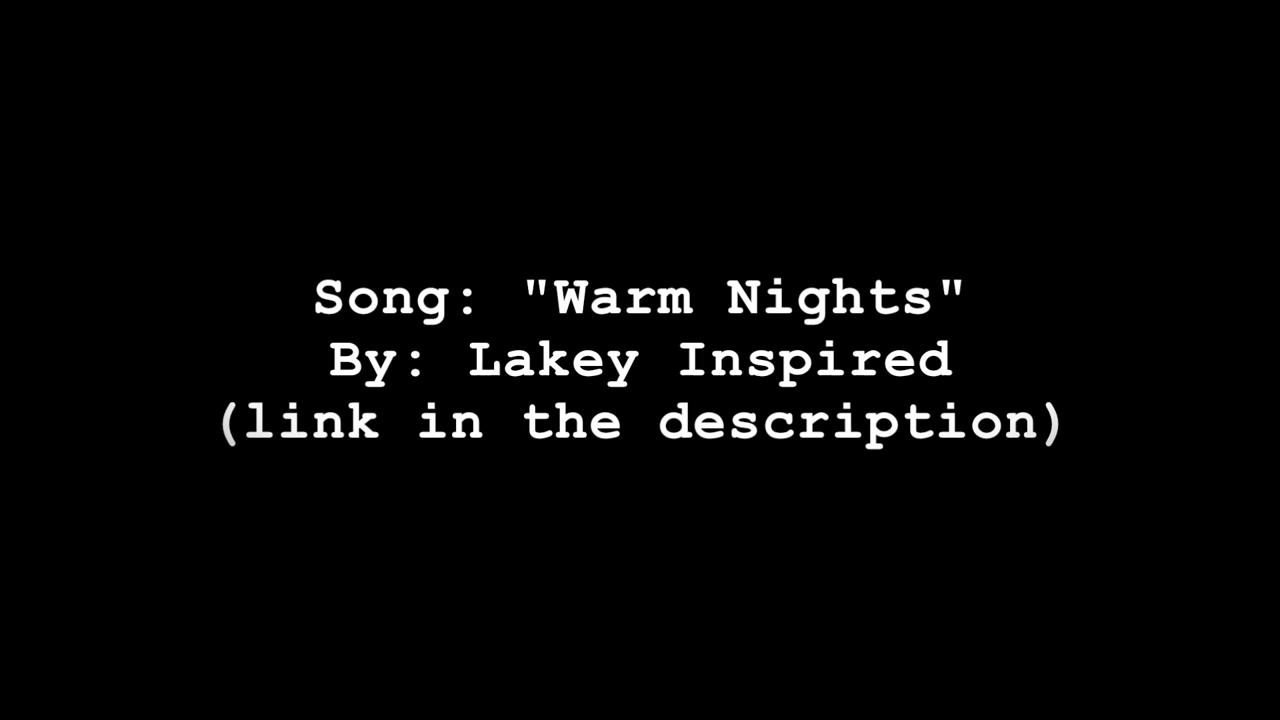 Song: "Warm Nights"
By: Lakey Inspired
(link in the description)